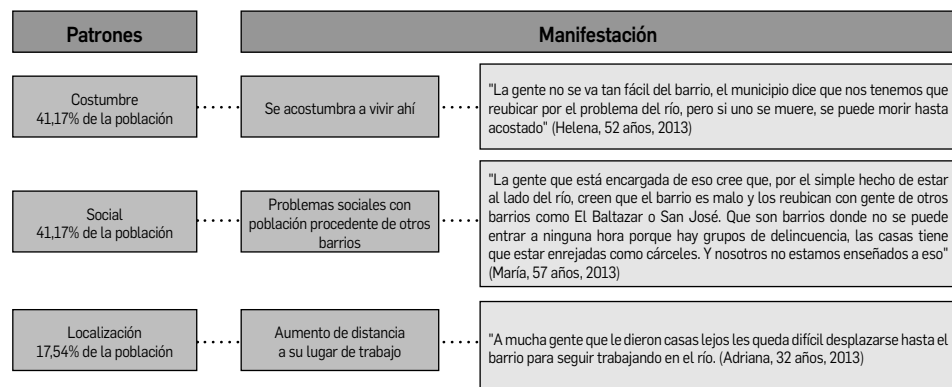 Patrones
Manifestación
Costumbre
41,17% de la población
Se acostumbra a vivir ahí
"La gente no se va tan fácil del barrio, el municipio dice que nos tenemos que
reubicar por el problema del río, pero si uno se muere, se puede morir hasta
acostado" (Helena, 52 años, 2013)
Social
41,17% de la población
Problemas sociales con
población procedente de otros
barrios
"La gente que está encargada de eso cree que, por el simple hecho de estar
al lado del río, creen que el barrio es malo y los reubican con gente de otros
barrios como El Baltazar o San José. Que son barrios donde no se puede
entrar a ninguna hora porque hay grupos de delincuencia, las casas tiene
que estar enrejadas como cárceles. Y nosotros no estamos enseñados a eso"
(María, 57 años, 2013)
Localización
17,54% de la población
Aumento de distancia
a su lugar de trabajo
"A mucha gente que le dieron casas lejos les queda difícil desplazarse hasta el
barrio para seguir trabajando en el río. (Adriana, 32 años, 2013)